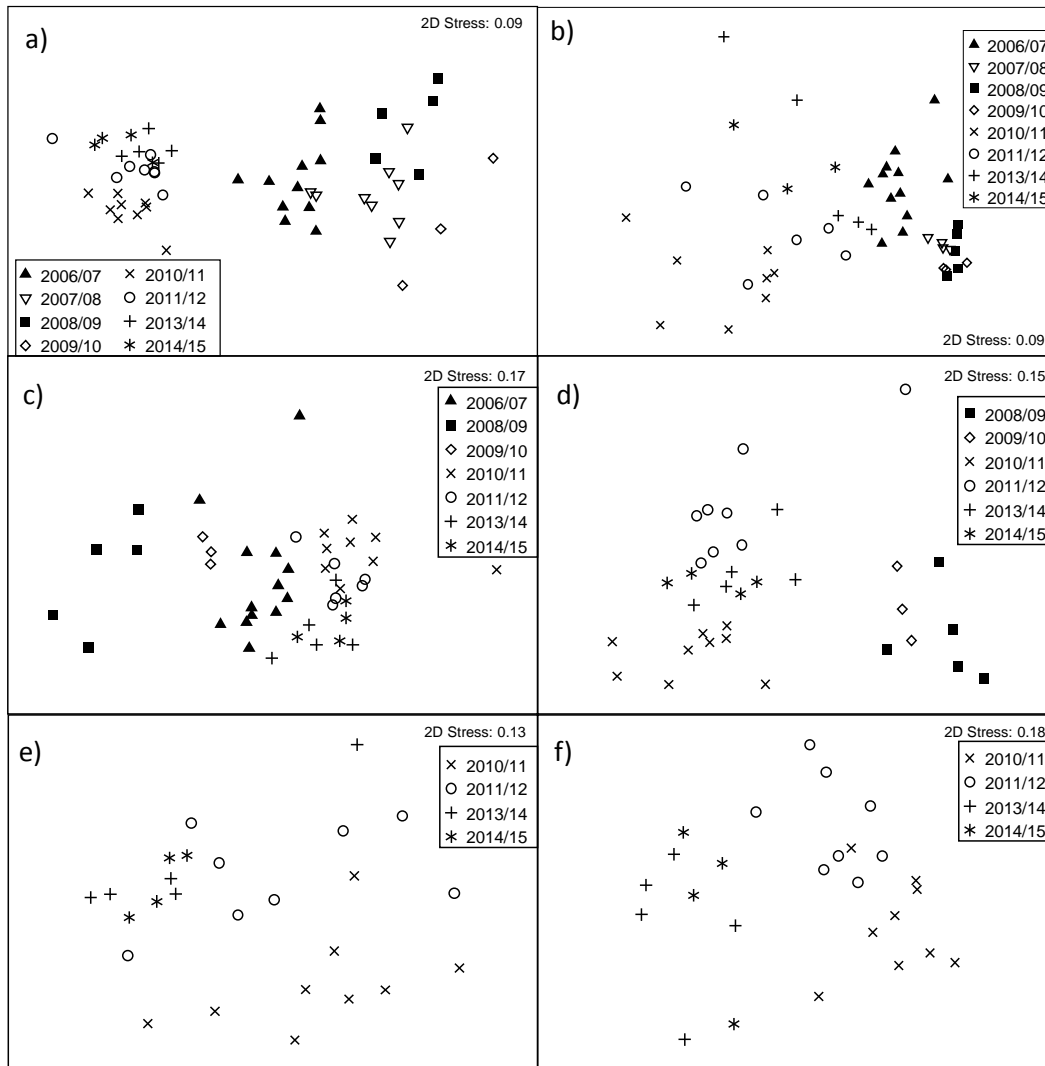 a)
2D Stress: 0.09
2006/07 2010/11
2007/08 2011/12
2008/09 2013/14
2009/10 2014/15
b)
2006/07
2007/08
2008/09
2009/10
2010/11
2011/12
2013/14
2014/15
2D Stress: 0.09
c)
2D Stress: 0.17
2006/07
2008/09
2009/10
2010/11
2011/12
2013/14
2014/15
d)
2D Stress: 0.15
2008/09
2009/10
2010/11
2011/12
2013/14
2014/15
e)
2D Stress: 0.13
2010/11
2011/12
2013/14
2014/15
f)
2D Stress: 0.18
2010/11
2011/12
2013/14
2014/15